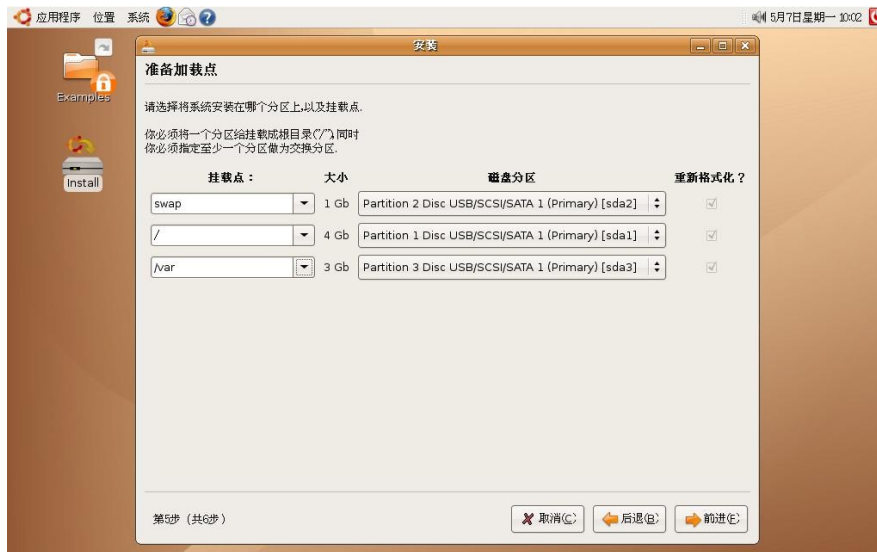 应用程序 位置 系统 5月7日星期一 10:02
Examples
Install
安装
准备加载点
请选择将系统安装在哪个分区上,以及挂载点.
你必须将一个分区给挂载成根目录("/"),同时
你必须指定至少一个分区做为交换分区.
挂载点： 大小 磁盘分区 重新格式化？
swap 1 Gb Partition 2 Disc USB/SCSI/SATA 1 (Primary) [sda2]
/ 4 Gb Partition 1 Disc USB/SCSI/SATA 1 (Primary) [sda1]
/var 3 Gb Partition 3 Disc USB/SCSI/SATA 1 (Primary) [sda3]
第5步（共6步） 取消(C) 后退(B) 前进(F)